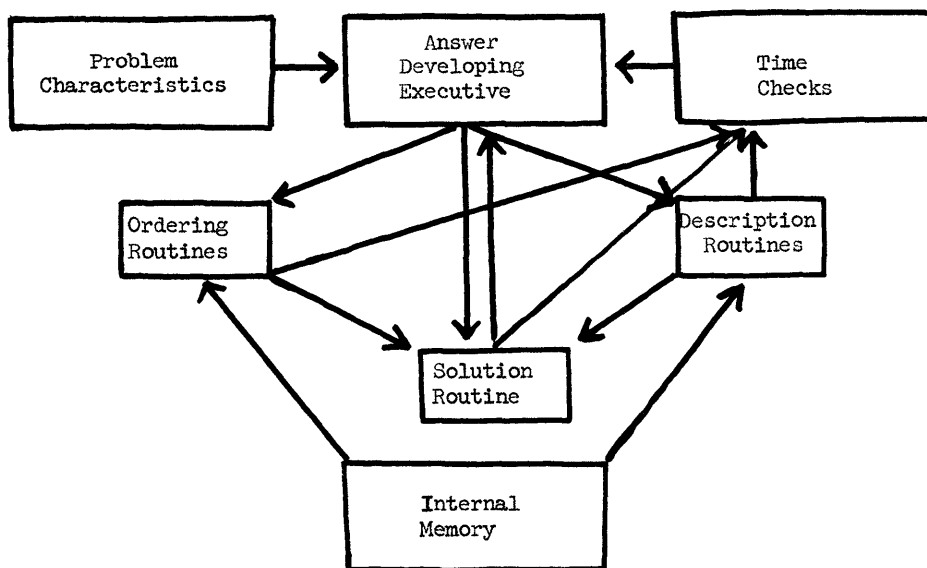 Problem
Characteristics
Answer
Developing
Executive
Time
Checks
Ordering
Routines
Description
Routines
Solution
Routine
Internal
Memory